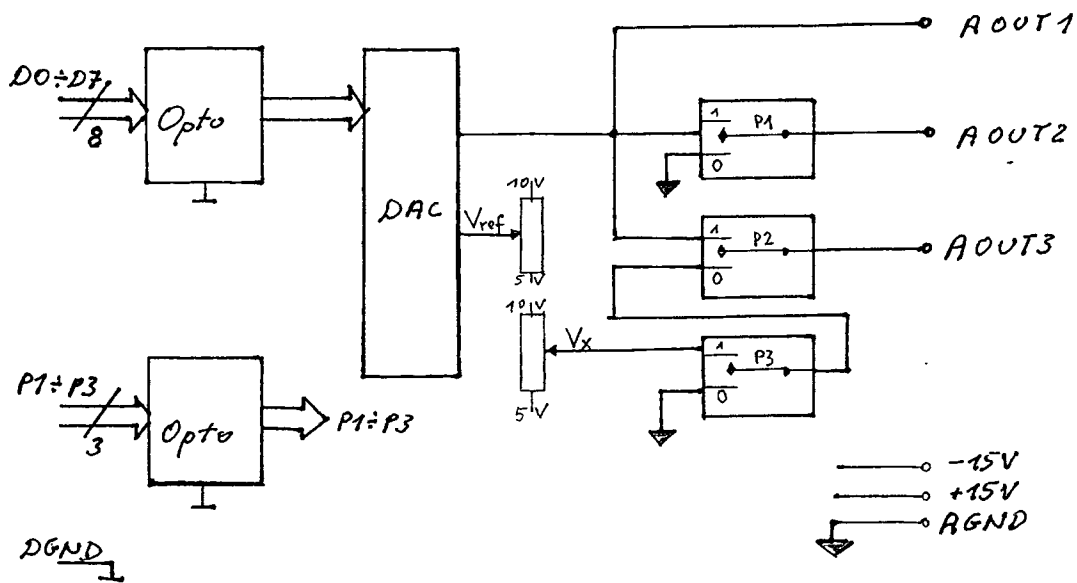 AOUT1
D0÷D7
8
Opto
DAC
1
P1
0
AOUT2
10V
Vref
5V
1
P2
0
AOUT3
10V
Vx
5V
1
P3
0
P1÷P3
3
Opto
P1÷P3
-15V
+15V
AGND
DGND